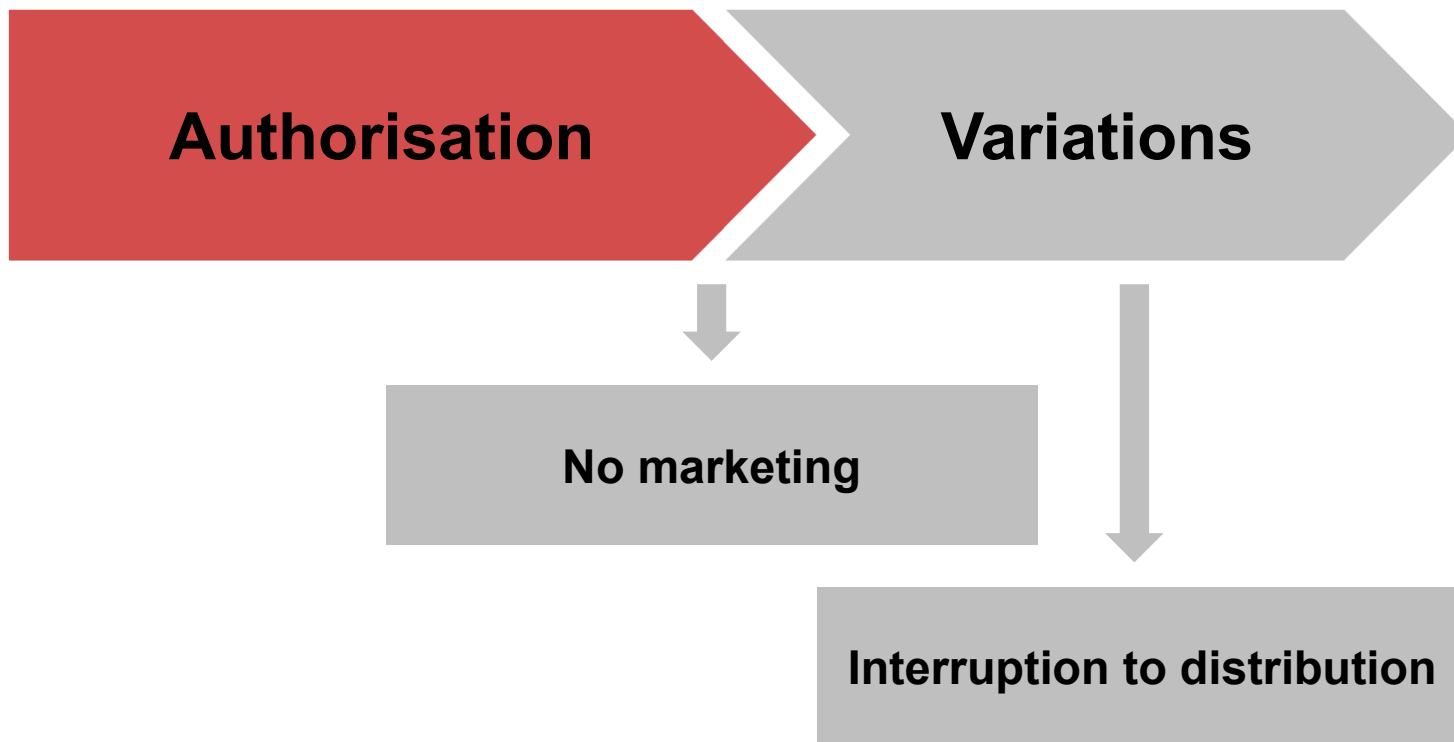 Authorisation
Variations
No marketing
Interruption to distribution